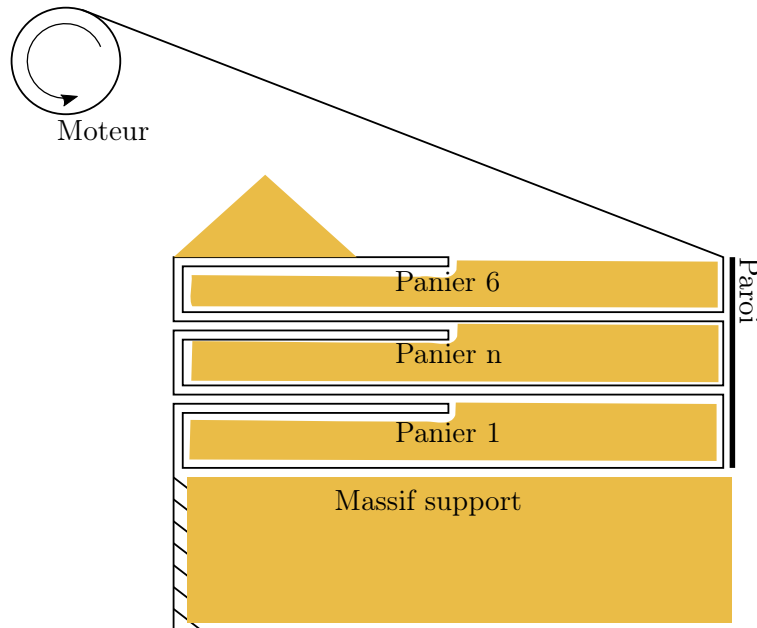 Moteur
Panier 6
Paroi
Panier n
Panier 1
Massif support